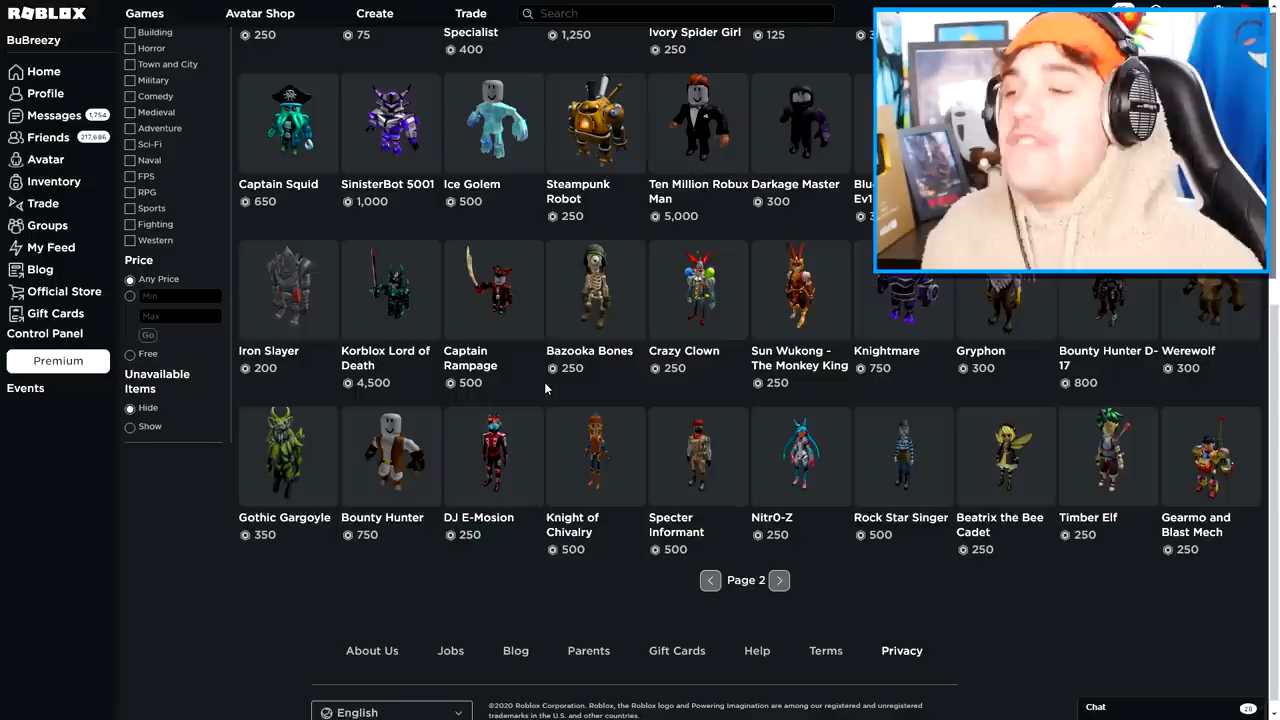 ROBLOX
Games
Avatar Shop
Create
Trade
Search
BuBreezy
Home
Profile
Messages 1,754
Friends 217,686
Avatar
Inventory
Trade
Groups
My Feed
Blog
Official Store
Gift Cards
Control Panel
Premium
Events
Building
Horror
Town and City
Military
Comedy
Medieval
Adventure
Sci-Fi
Naval
FPS
RPG
Sports
Fighting
Western
Price
Any Price
Min
Max
Go
Free
Unavailable
Items
Hide
Show
250
75
Specialist
400
1,250
Ivory Spider Girl
250
125
Captain Squid
SinisterBot 5001
1,000
Ice Golem
500
Steampunk
Robot
250
Ten Million Robux
Man
5,000
Darkage Master
300
Iron Slayer
200
Korblox Lord of
Death
4,500
Captain
Rampage
500
Bazooka Bones
250
Crazy Clown
250
Sun Wukong -
The Monkey King
250
Knightmare
750
Gryphon
300
Bounty Hunter D-
17
800
Werewolf
300
Gothic Gargoyle
350
Bounty Hunter
750
DJ E-Mosion
250
Knight of
Chivalry
500
Specter
Informant
500
Nitr0-Z
250
Rock Star Singer
500
Beatrix the Bee
Cadet
250
Timber Elf
250
Gearmo and
Blast Mech
250
Page 2
About Us
Jobs
Blog
Parents
Gift Cards
Help
Terms
Privacy
English
©2020 Roblox Corporation. Roblox, the Roblox logo and Powering Imagination are among our registered and unregistered
trademarks in the U.S. and other countries.
Chat
28